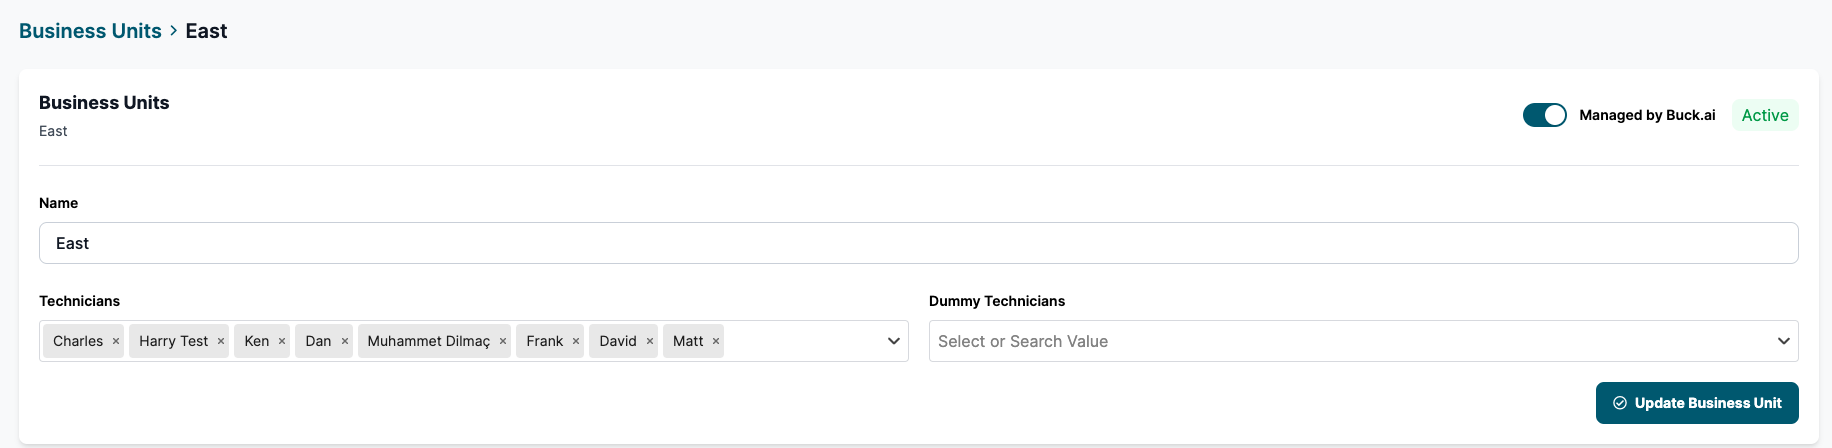 Business Units > East
Business Units
East
Managed by Buck.ai
Active
Name
East
Technicians
Charles × Harry Test × Ken × Dan × Muhammet Dilmaç × Frank × David × Matt ×
Dummy Technicians
Select or Search Value
Update Business Unit